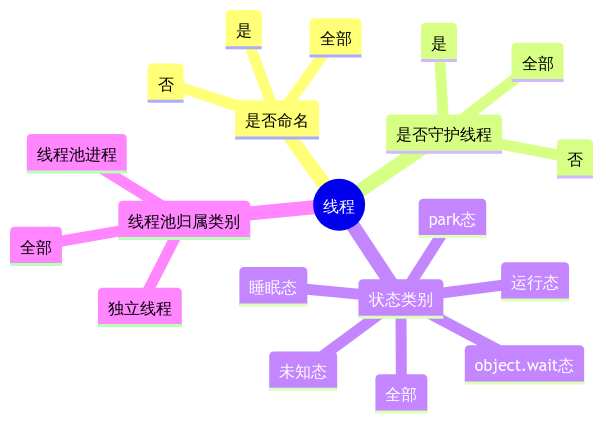 是
全部
是
全部
否
是否命名
是否守护线程
否
线程池进程
线程
线程池归属类别
park态
全部
睡眠态
状态类别
运行态
独立线程
未知态
全部
object.wait态